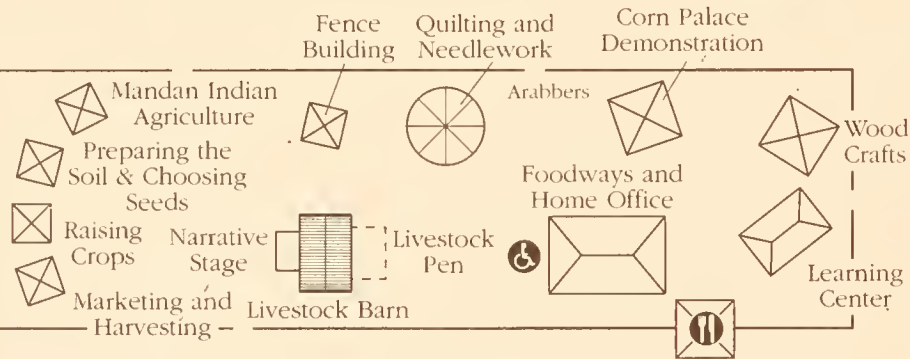 Fence
Building
Quilting and
Needlework
Corn Palace
Demonstration
Mandan Indian
Agriculture
Arabbers
Wood
Crafts
Preparing the
Soil & Choosing
Seeds
Foodways and
Home Office
Raising
Crops
Narrative
Stage
Livestock
Pen
Learning
Center
Marketing and
Harvesting
Livestock Barn